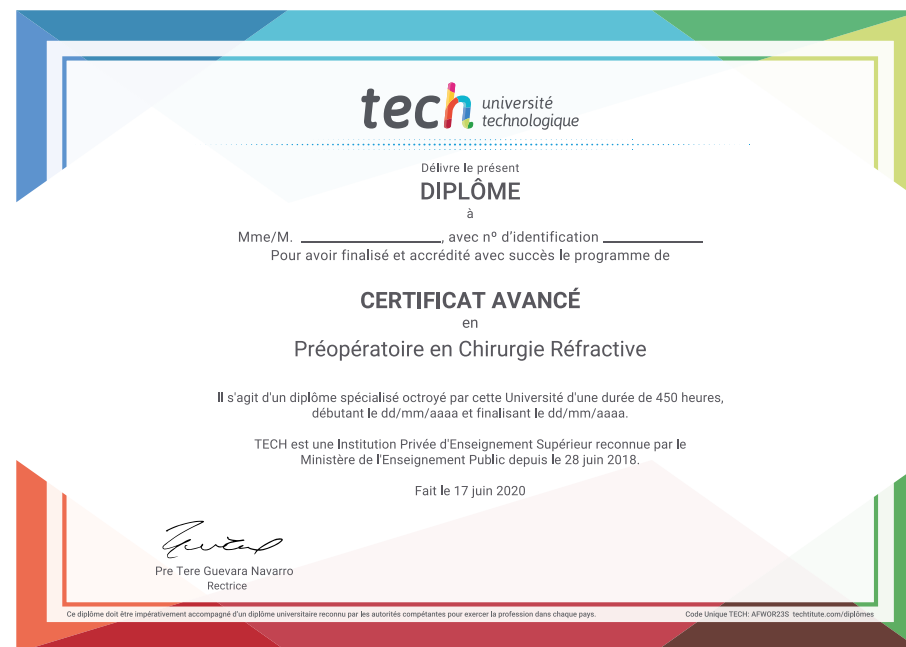 tech université
technologique
Délivre le présent
DIPLÔME
à
Mme/M. ____________________, avec nº d'identification ______________
Pour avoir finalisé et accrédité avec succès le programme de
CERTIFICAT AVANCÉ
en
Préopératoire en Chirurgie Réfractive
Il s'agit d'un diplôme spécialisé octroyé par cette Université d'une durée de 450 heures,
débutant le dd/mm/aaaa et finalisant le dd/mm/aaaa.
TECH est une Institution Privée d'Enseignement Supérieur reconnue par le
Ministère de l'Enseignement Public depuis le 28 juin 2018.
Fait le 17 juin 2020
Pre Tere Guevara Navarro
Rectrice
Ce diplôme doit être impérativement accompagné d'un diplôme universitaire reconnu par les autorités compétantes pour exercer la profession dans chaque pays.
Code Unique TECH: AFWOR23S techtitute.com/diplômes